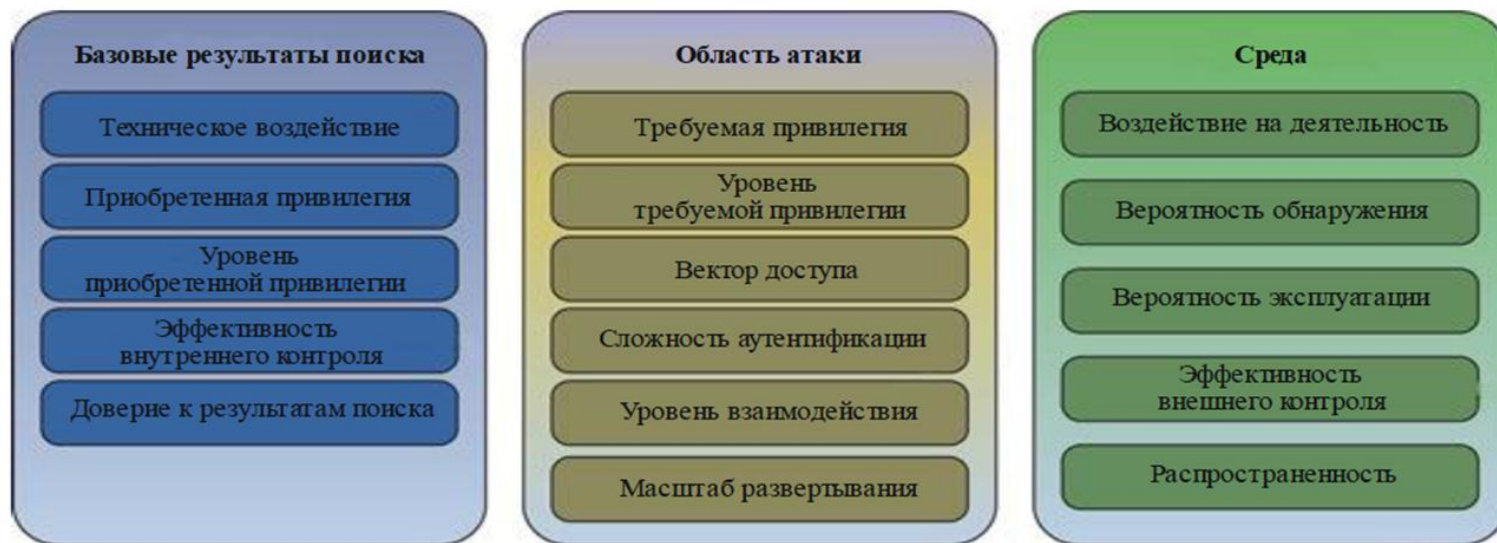 Базовые результаты поиска
Техническое воздействие
Приобретенная привилегия
Уровень
приобретенной привилегии
Эффективность
внутреннего контроля
Доверие к результатам поиска
Область атаки
Требуемая привилегия
Уровень
требуемой привилегии
Вектор доступа
Сложность аутентификации
Уровень взаимодействия
Масштаб развертывания
Среда
Воздействие на деятельность
Вероятность обнаружения
Вероятность эксплуатации
Эффективность
внешнего контроля
Распространенность